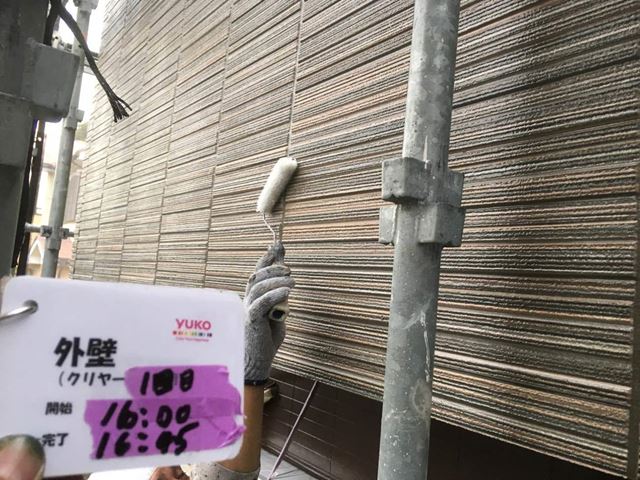 YUKO
外壁
(クリヤー 1回目
開始 16:00
完了 16:45